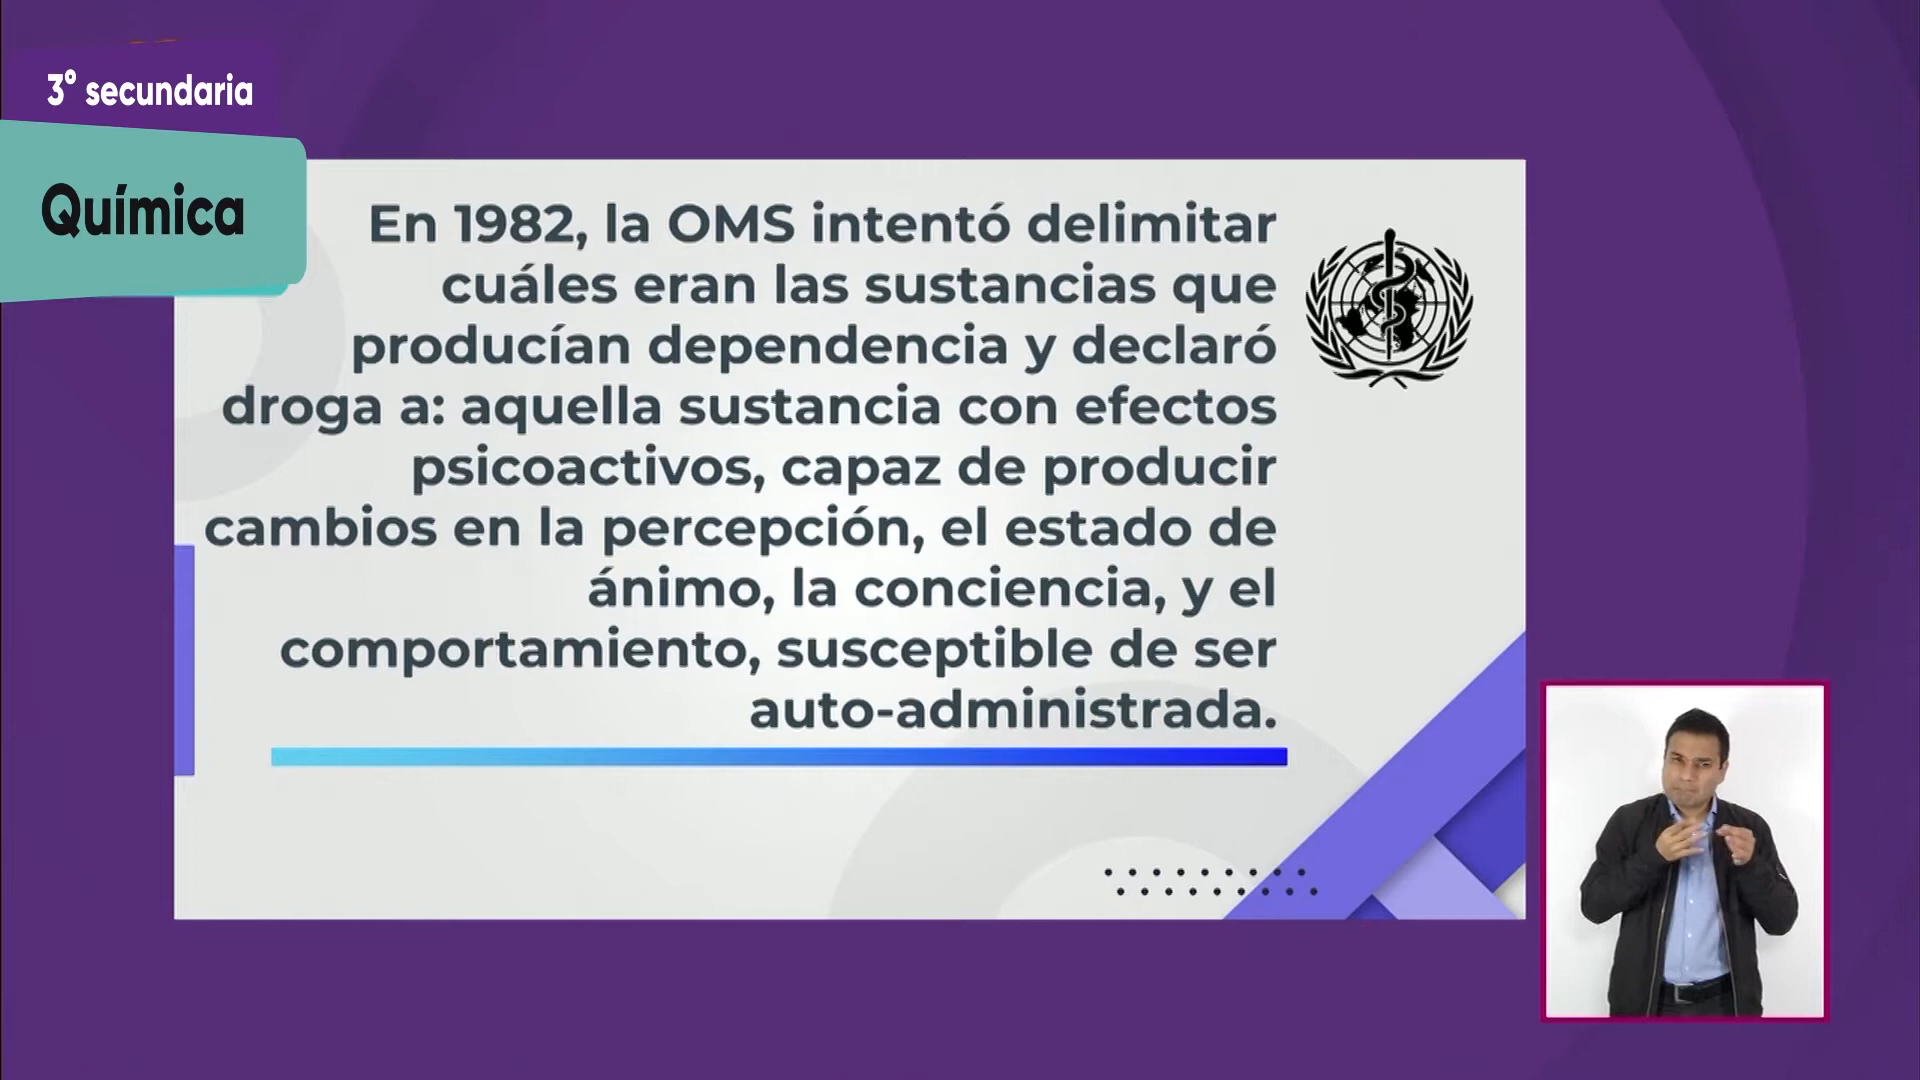 3° secundaria
Química
En 1982, la OMS intentó delimitar
cuáles eran las sustancias que
producían dependencia y declaró
droga a: aquella sustancia con efectos
psicoactivos, capaz de producir
cambios en la percepción, el estado de
ánimo, la conciencia, y el
comportamiento, susceptible de ser
auto-administrada.